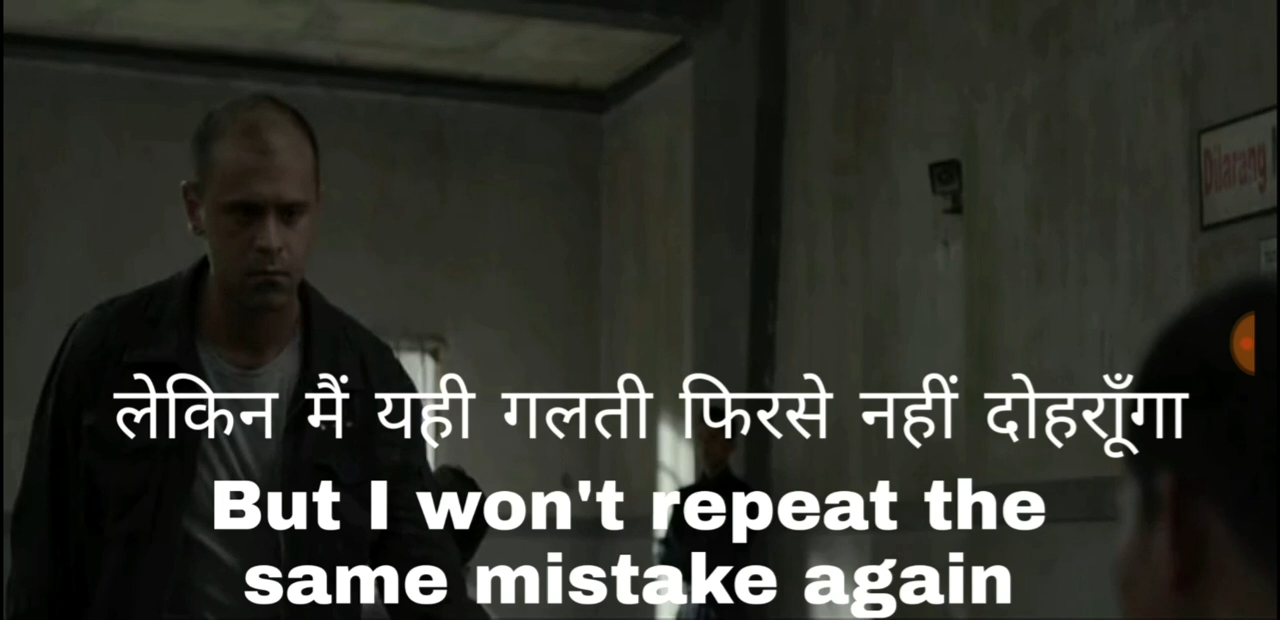 Dilarang
लेकिन मैं यही गलती फिरसे नहीं दोहराूँगा
But I won't repeat the
same mistake again